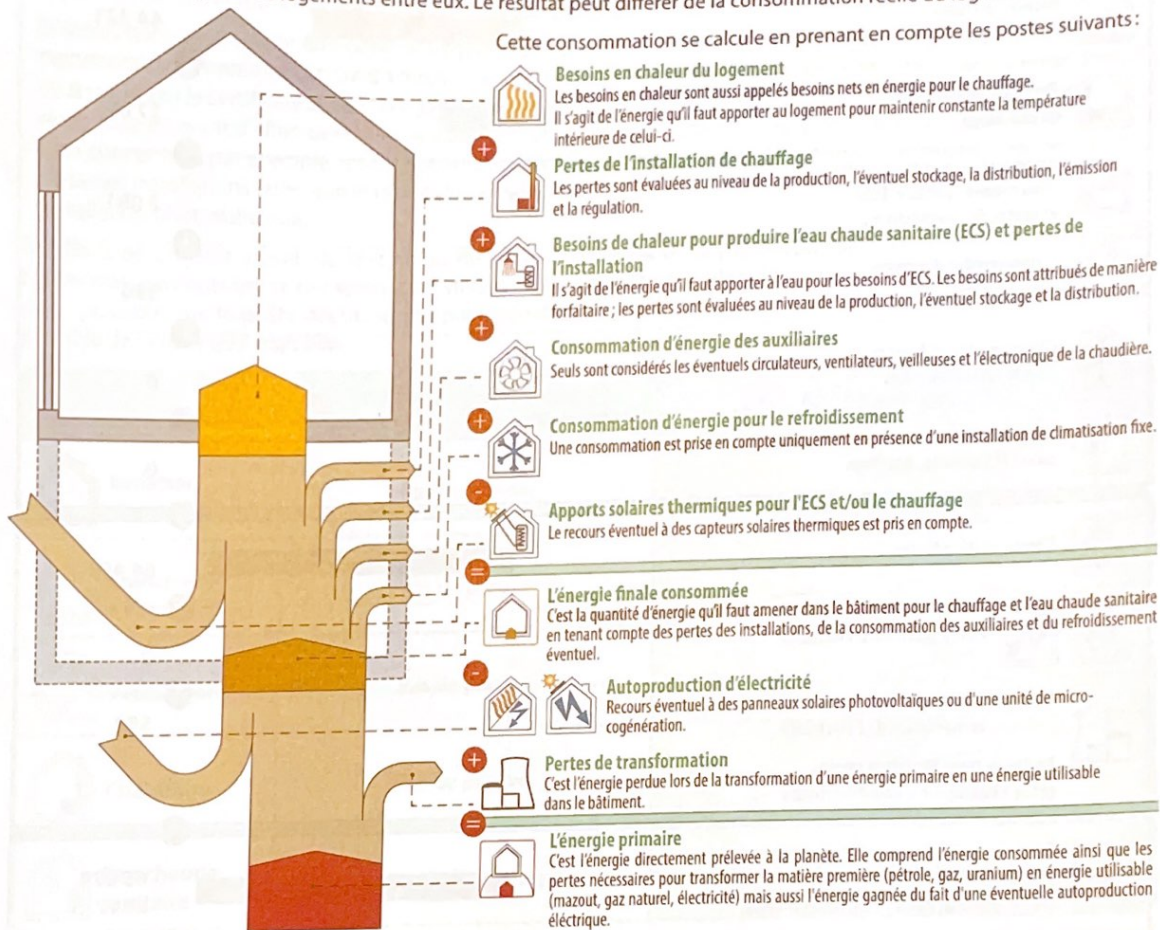 logements entre eux. Le résultat peut différer de la consommation réelle du
Cette consommation se calcule en prenant en compte les postes suivants :
Besoins en chaleur du logement
Les besoins en chaleur sont aussi appelés besoins nets en énergie pour le chauffage.
Il s'agit de l'énergie qu'il faut apporter au logement pour maintenir constante la température
intérieure de celui-ci.
+
Pertes de l'installation de chauffage
Les pertes sont évaluées au niveau de la production, l'éventuel stockage, la distribution, l'émission
et la régulation.
+
Besoins de chaleur pour produire l'eau chaude sanitaire (ECS) et pertes de
l'installation
Il s'agit de l'énergie qu'il faut apporter à l'eau pour les besoins d'ECS. Les besoins sont attribués de manière
forfaitaire ; les pertes sont évaluées au niveau de la production, l'éventuel stockage et la distribution.
+
Consommation d'énergie des auxiliaires
Seuls sont considérés les éventuels circulateurs, ventilateurs, veilleuses et l'électronique de la chaudière.
+
Consommation d'énergie pour le refroidissement
Une consommation est prise en compte uniquement en présence d'une installation de climatisation fixe.
-
Apports solaires thermiques pour l'ECS et/ou le chauffage
Le recours éventuel à des capteurs solaires thermiques est pris en compte.
=
L'énergie finale consommée
C'est la quantité d'énergie qu'il faut amener dans le bâtiment pour le chauffage et l'eau chaude sanitaire
en tenant compte des pertes des installations, de la consommation des auxiliaires et du refroidissement
éventuel.
-
Autoproduction d'électricité
Recours éventuel à des panneaux solaires photovoltaïques ou d'une unité de micro-
cogénération.
+
Pertes de transformation
C'est l'énergie perdue lors de la transformation d'une énergie primaire en une énergie utilisable
dans le bâtiment.
=
L'énergie primaire
C'est l'énergie directement prélevée à la planète. Elle comprend l'énergie consommée ainsi que les
pertes nécessaires pour transformer la matière première (pétrole, gaz, uranium) en énergie utilisable
(mazout, gaz naturel, électricité) mais aussi l'énergie gagnée du fait d'une éventuelle autoproduction
éléctrique.